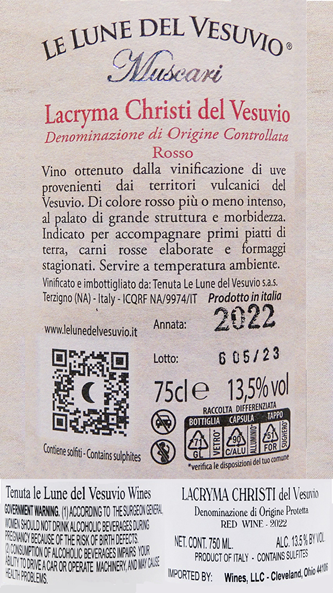 LE LUNE DEL VESUVIO®
Muscari
Lacryma Christi del Vesuvio
Denominazione di Origine Controllata
Rosso
Vino ottenuto dalla vinificazione di uve
provenienti dai territori vulcanici del
Vesuvio. Di colore rosso più o meno intenso,
al palato di grande struttura e morbidezza.
Indicato per accompagnare primi piatti di
terra, carni rosse elaborate e formaggi
stagionati. Servire a temperatura ambiente.
Vinificato e imbottigliato da: Tenuta Le Lune del Vesuvio s.a.s.
Terzigno (NA) - Italy - ICQRF NA/9974/IT Prodotto in italia
www.lelunedelvesuvio.it
Annata: 2022
Lotto: 605/23
75cl e 13,5% vol
RACCOLTA DIFFERENZIATA
BOTTIGLIA CAPSULA TAPPO
71 GL VETRO* 90 C/ALU ALLUMINIO* 51 FOR SUGHERO*
*verifica le disposizioni del tuo comune
Contiene solfiti - Contains sulphites
Tenuta le Lune del Vesuvio Wines
GOVERNMENT WARNING: (1) ACCORDING TO THE SURGEON GENERAL
WOMEN SHOULD NOT DRINK ALCOHOLIC BEVERAGES DURING
PREGNANCY BECAUSE OF THE RISK OF BIRTH DEFECTS.
(2) CONSUMPTION OF ALCOHOLIC BEVERAGES IMPAIRS YOUR
ABILITY TO DRIVE A CAR OR OPERATE MACHINERY, AND MAY CAUSE
HEALTH PROBLEMS.
LACRYMA CHRISTI del Vesuvio
Denominazione di Origine Protetta
RED WINE - 2022
NET. CONT. 750 ML. ALC. 13.5 % BY VOL
PRODUCT OF ITALY - CONTAINS SULFITES
IMPORTED BY: Wines, LLC - Cleveland, Ohio 44106